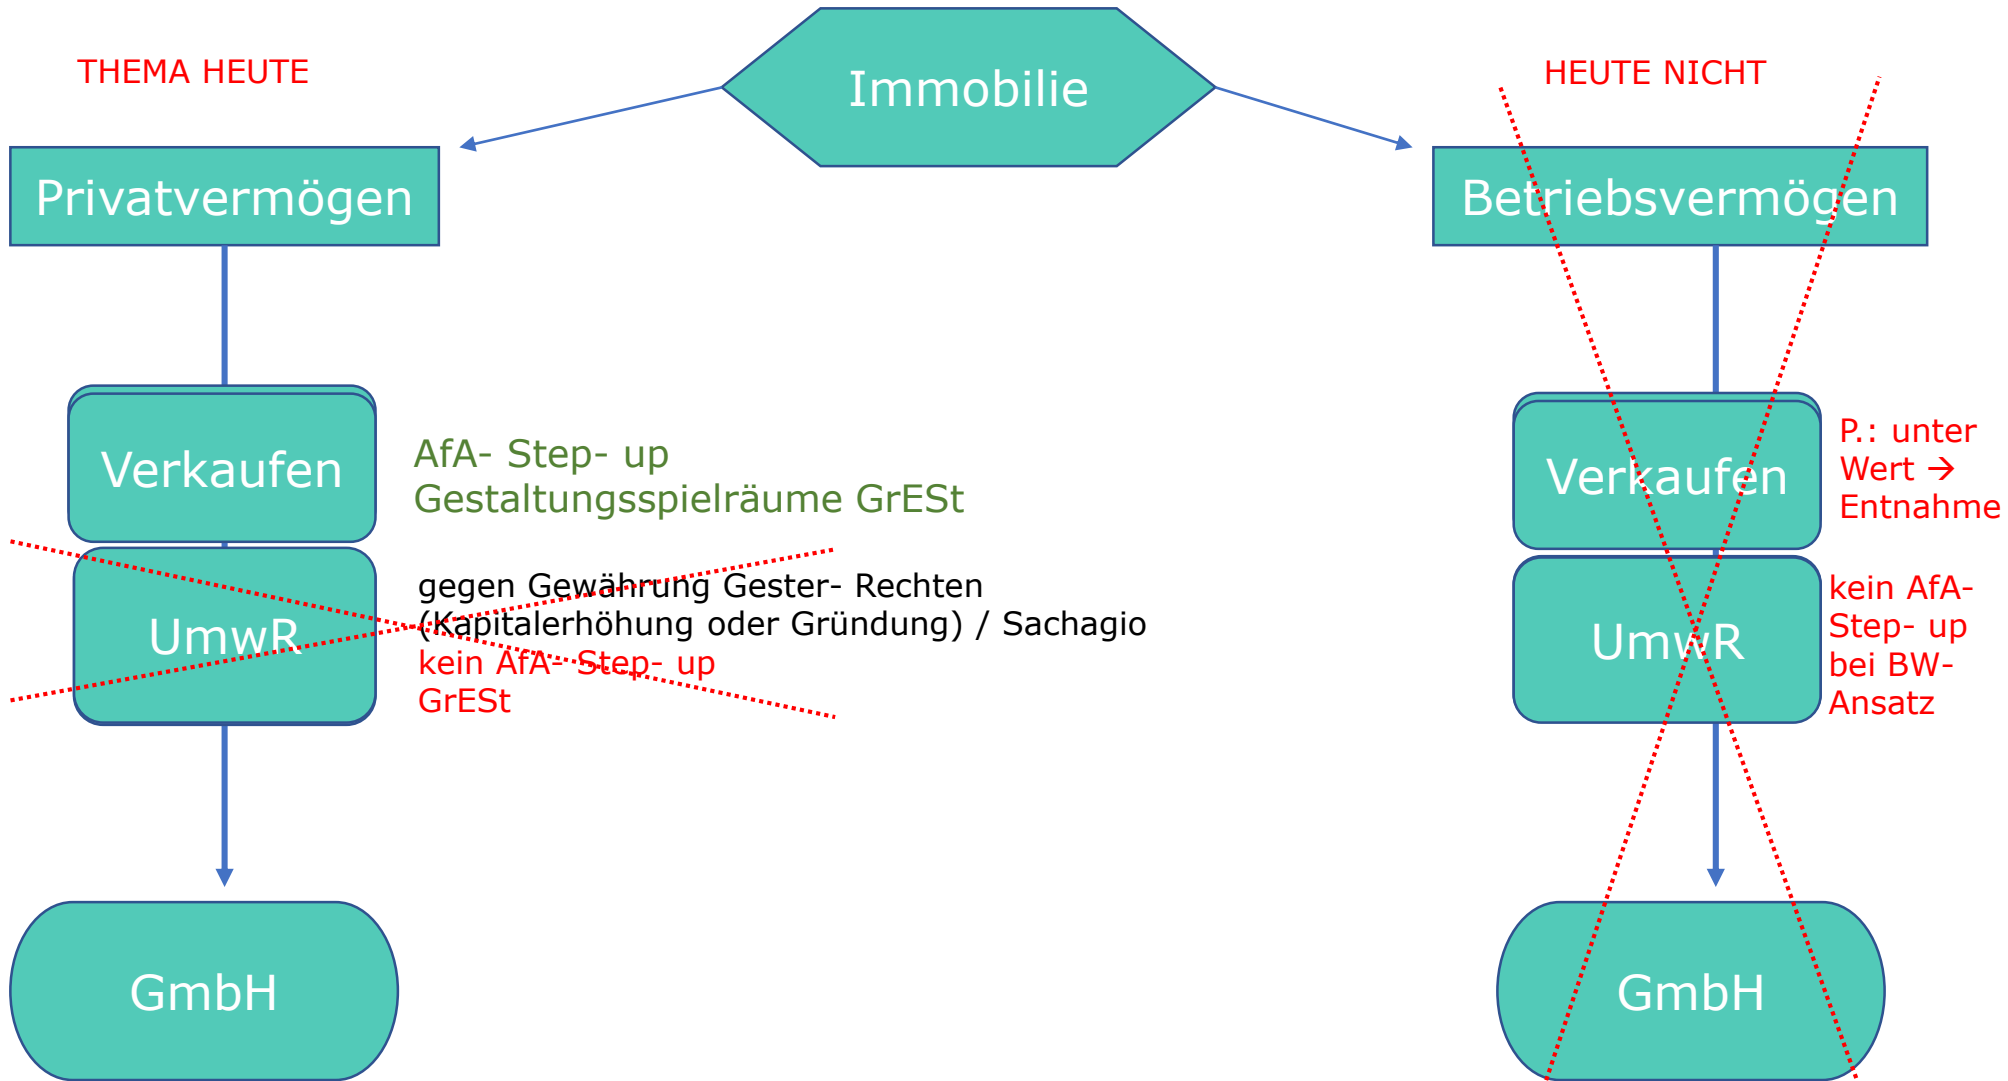 THEMA HEUTE
Immobilie
HEUTE NICHT
Privatvermögen
Betriebsvermögen
Verkaufen
AfA- Step- up
Gestaltungsspielräume GrESt
UmwR
gegen Gewährung Gester- Rechten
(Kapitalerhöhung oder Gründung) / Sachagio
kein AfA- Step- up
GrESt
GmbH
Verkaufen
P.: unter
Wert →
Entnahme
UmwR
kein AfA-
Step- up
bei BW-
Ansatz
GmbH